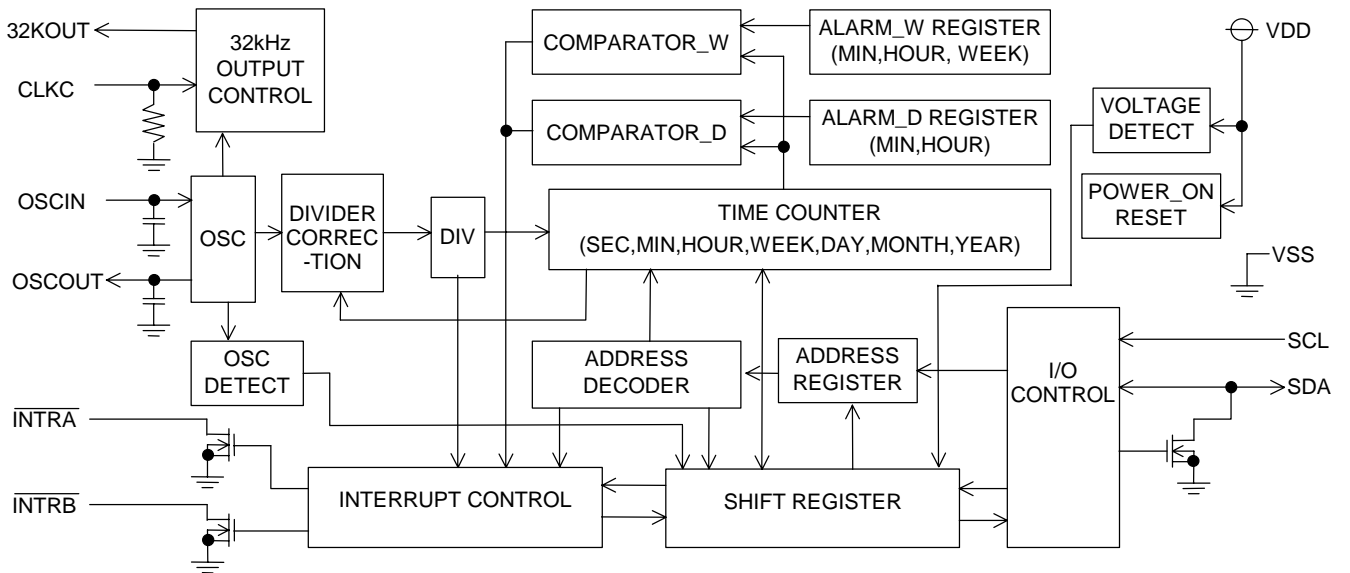 32KOUT
CLKC
OSCIN
OSCOUT
32kHz
OUTPUT
CONTROL
OSC
DIVIDER
CORREC
-TION
DIV
OSC
DETECT
COMPARATOR_W
ALARM_W REGISTER
(MIN,HOUR, WEEK)
COMPARATOR_D
ALARM_D REGISTER
(MIN,HOUR)
TIME COUNTER
(SEC,MIN,HOUR,WEEK,DAY,MONTH,YEAR)
VDD
VOLTAGE
DETECT
POWER_ON
RESET
VSS
ADDRESS
DECODER
ADDRESS
REGISTER
I/O
CONTROL
SCL
SDA
INTRA
INTRB
INTERRUPT CONTROL
SHIFT REGISTER